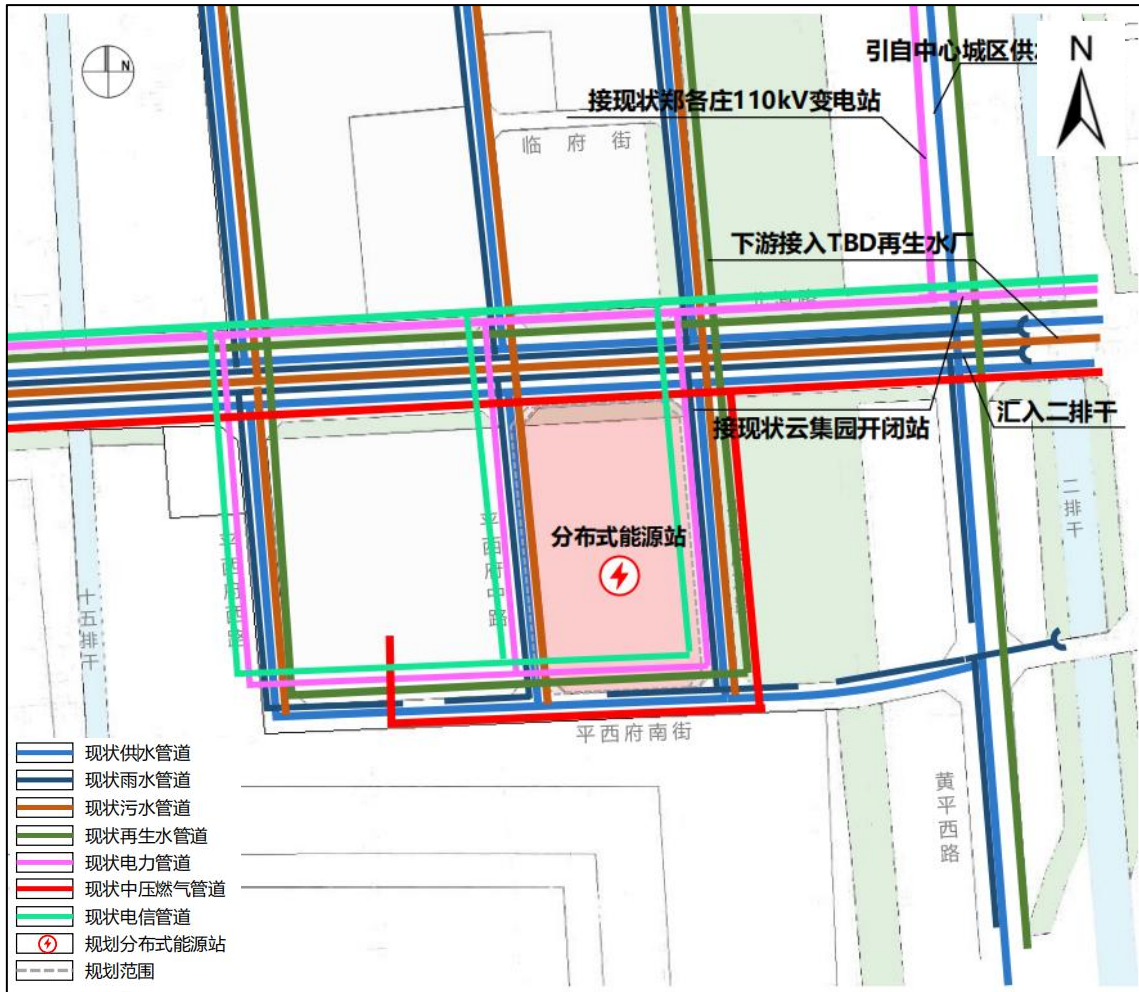 N
引自中心城区供
N
接现状郑各庄110kV变电站
临府街
下游接入TBD再生水厂
接现状云集园开闭站
汇入二排干
二排干
平西府西路
平西府中路
分布式能源站
十五排干
平西府南街
黄平西路
现状供水管道
现状雨水管道
现状污水管道
现状再生水管道
现状电力管道
现状中压燃气管道
现状电信管道
规划分布式能源站
规划范围